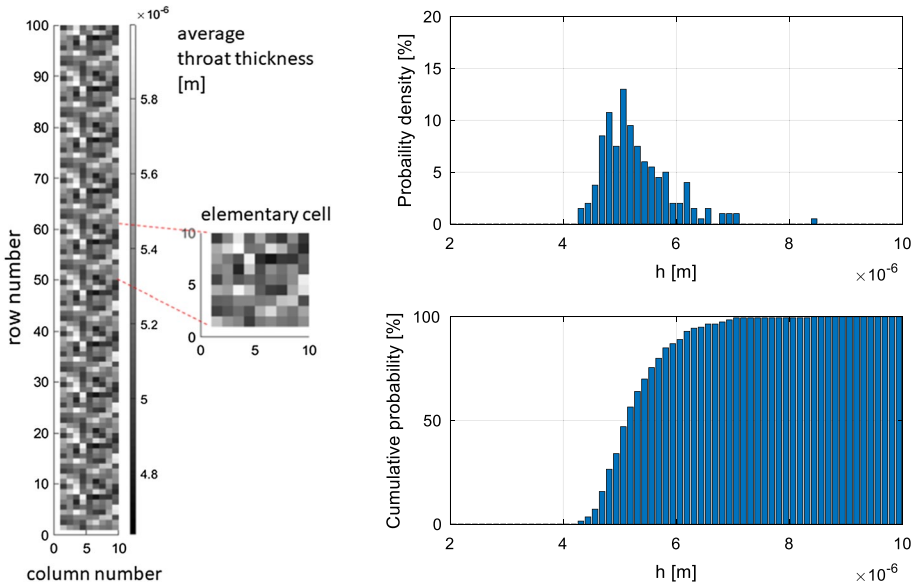 ×10⁻⁶
average
throat thickness
[m]
100
90
80
70
60
50
40
30
20
10
0
5.8
5.6
5.4
5.2
5
4.8
row number
0 5 10
column number
elementary cell
10
5
0
0 5 10
Probaility density [%]
20
15
10
5
0
2 4 6 8 10
h [m]
×10⁻⁶
Cumulative probability [%]
100
50
0
2 4 6 8 10
h [m]
×10⁻⁶